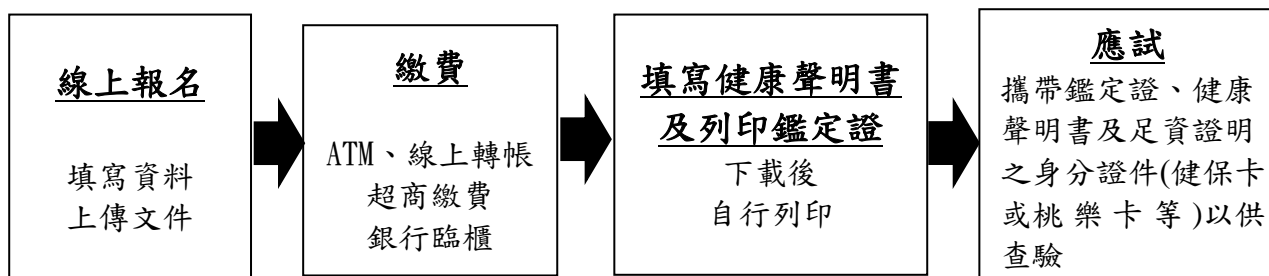 線上報名
填寫資料
上傳文件
繳費
ATM、線上轉帳
超商繳費
銀行臨櫃
填寫健康聲明書
及列印鑑定證
下載後
自行列印
應試
攜帶鑑定證、健康
聲明書及足資證明
之身分證件(健保卡
或桃樂卡等)以供
查驗